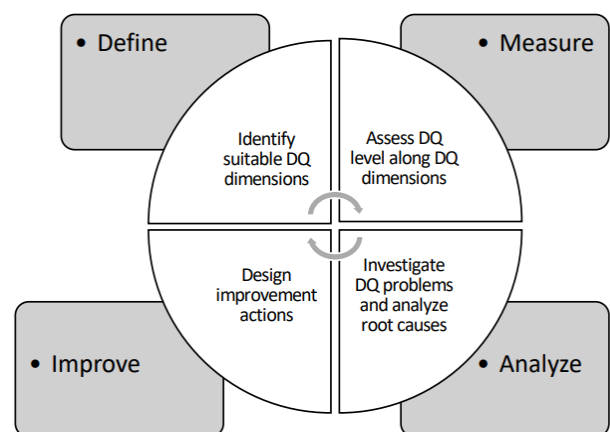 • Define
• Measure
Identify
suitable DQ
dimensions
Assess DQ
level along DQ
dimensions
Design
improvement
actions
Investigate
DQ problems
and analyze
root causes
• Improve
• Analyze